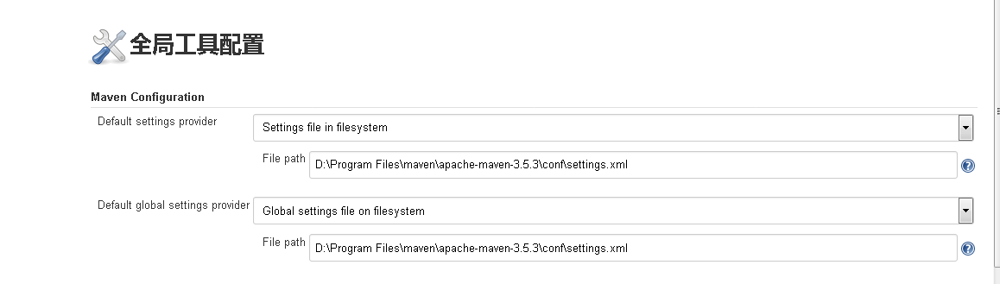 全局工具配置
Maven Configuration
Default settings provider
Settings file in filesystem
File path
D:\Program Files\maven\apache-maven-3.5.3\conf\settings.xml
Default global settings provider
Global settings file on filesystem
File path
D:\Program Files\maven\apache-maven-3.5.3\conf\settings.xml